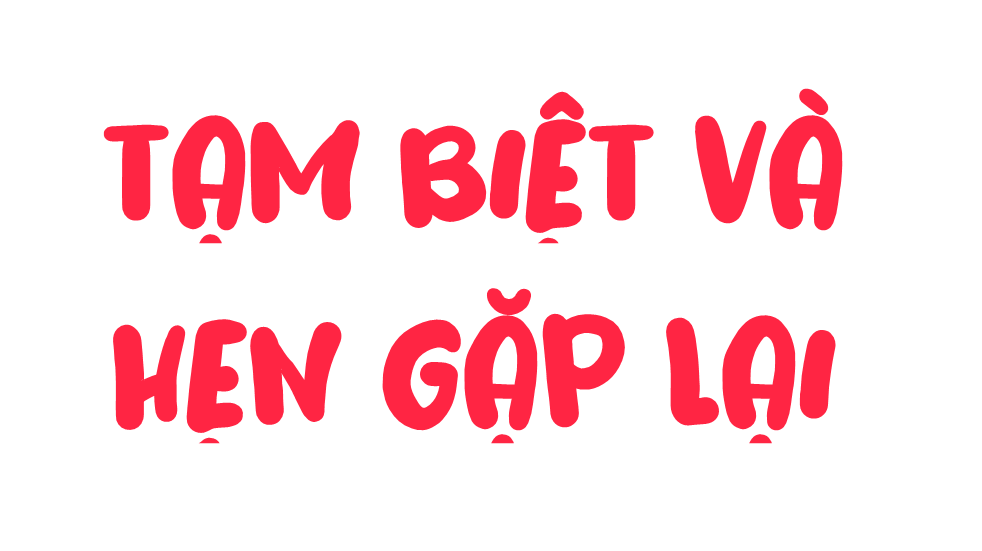 TẠM BIỆT VÀ
HẸN GẶP LẠI